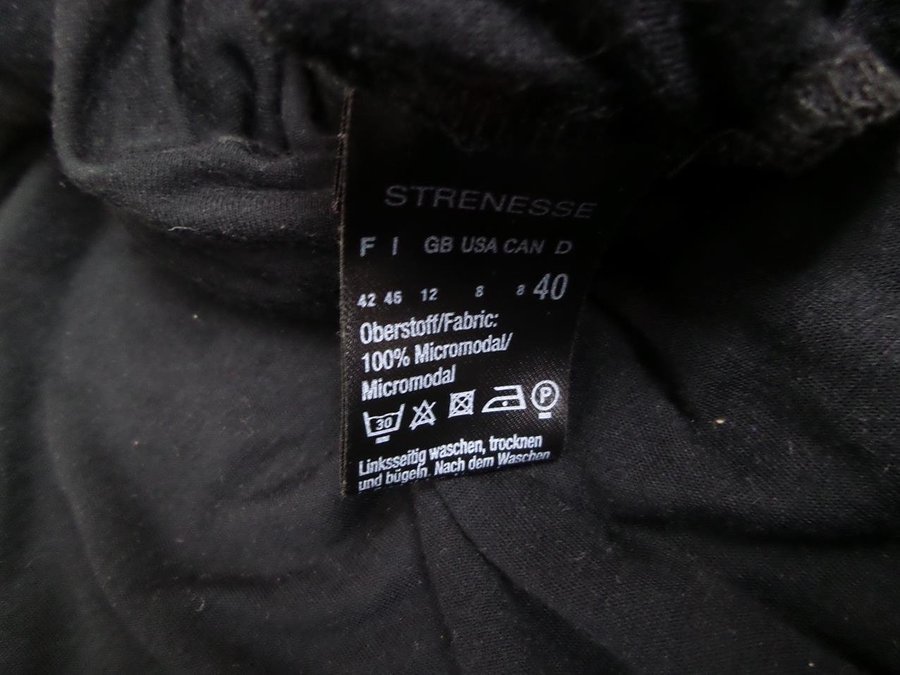 STRENESSE
F I GB USA CAN D
42 46 12 8 8 40
Oberstoff/Fabric:
100% Micromodal/
Micromodal
30 P
Linksseitig waschen, trocknen
und bügeln. Nach dem Waschen